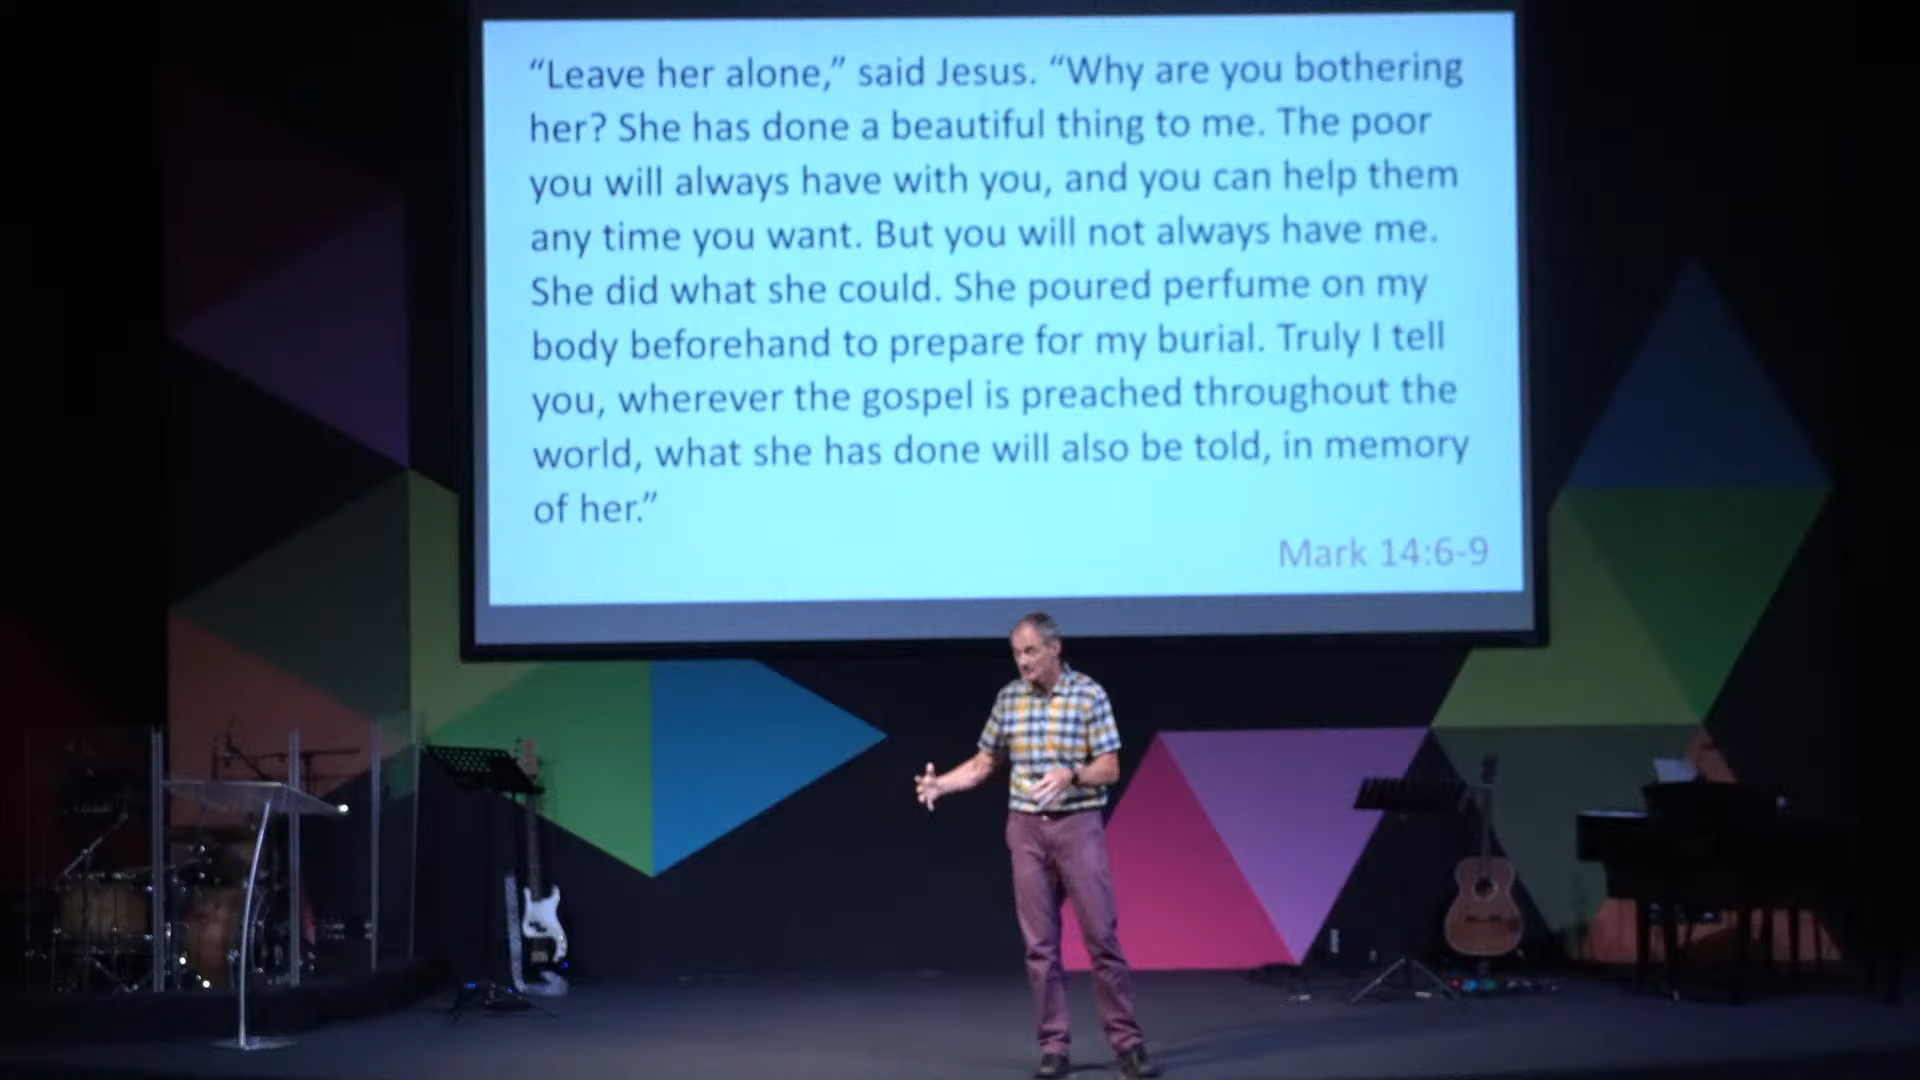 “Leave her alone,” said Jesus. “Why are you bothering
her? She has done a beautiful thing to me. The poor
you will always have with you, and you can help them
any time you want. But you will not always have me.
She did what she could. She poured perfume on my
body beforehand to prepare for my burial. Truly I tell
you, wherever the gospel is preached throughout the
world, what she has done will also be told, in memory
of her.”
Mark 14:6-9